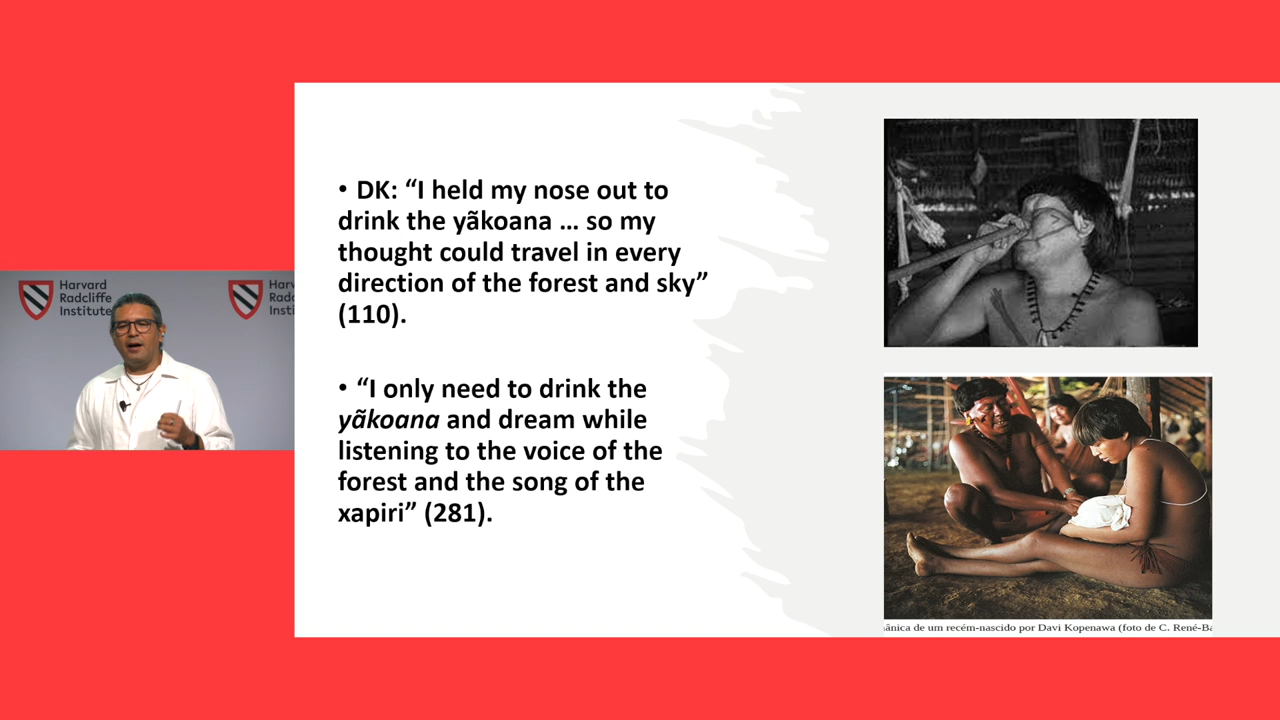 Harvard
Radcliffe
Institute
• DK: “I held my nose out to
drink the yãkoana ... so my
thought could travel in every
direction of the forest and sky”
(110).
• “I only need to drink the
yãkoana and dream while
listening to the voice of the
forest and the song of the
xapiri” (281).
de um recém-nascido por Davi Kopenawa (foto de C.